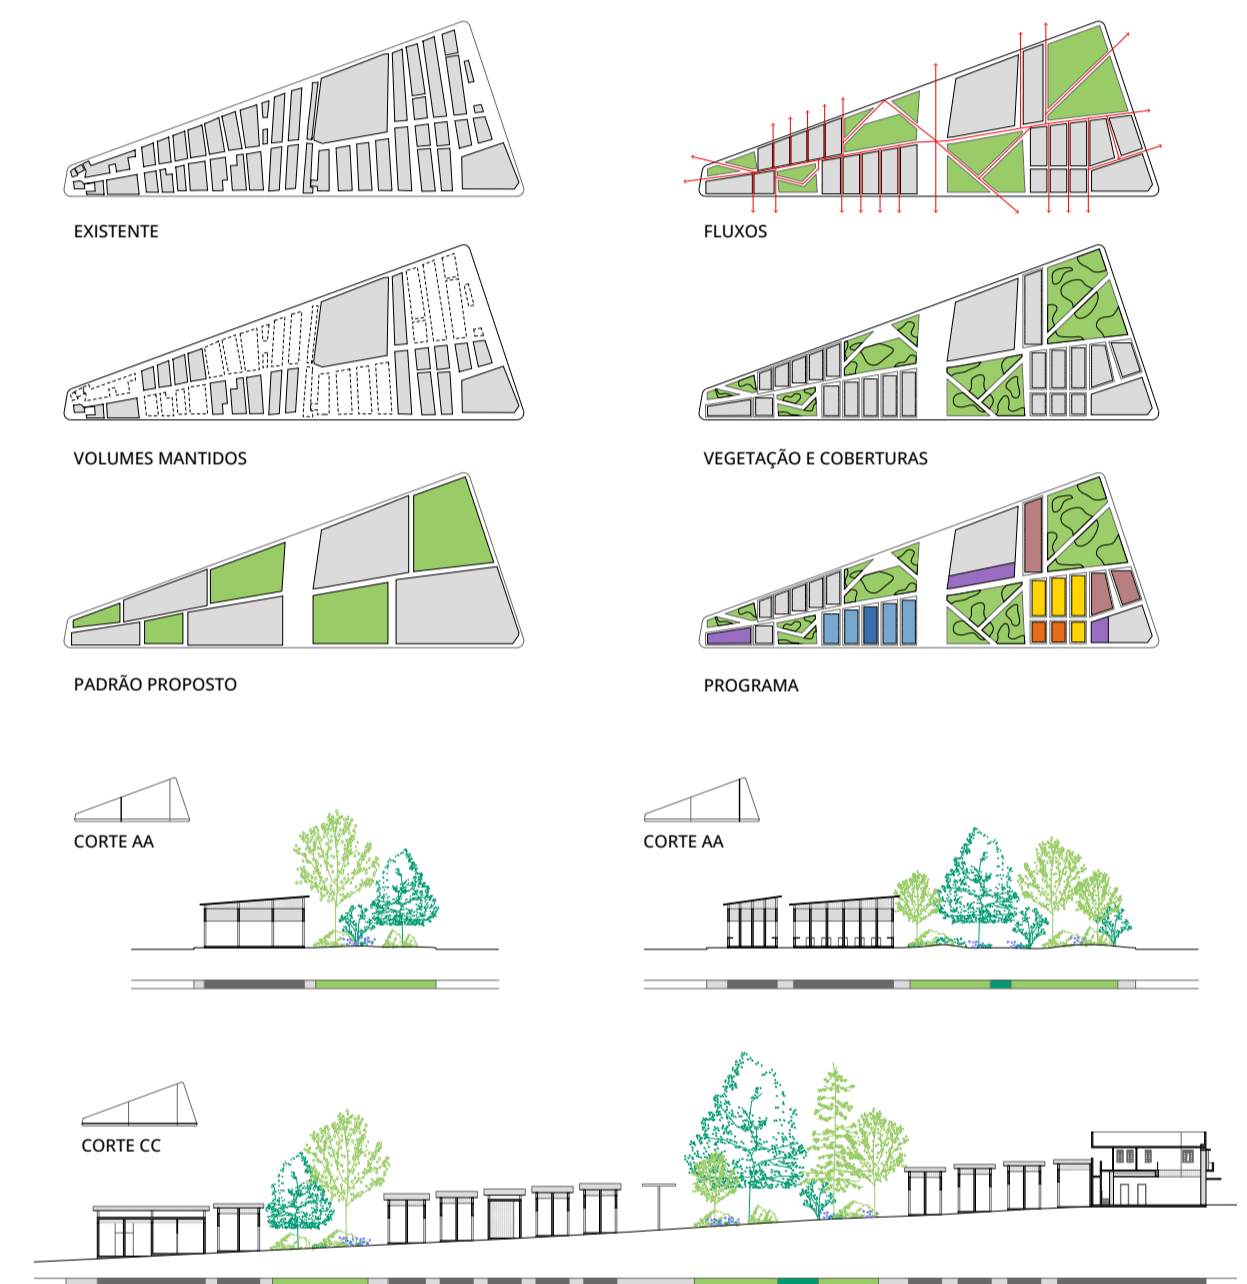 EXISTENTE
FLUXOS
VOLUMES MANTIDOS
VEGETAÇÃO E COBERTURAS
PADRÃO PROPOSTO
PROGRAMA
CORTE AA
CORTE AA
CORTE CC